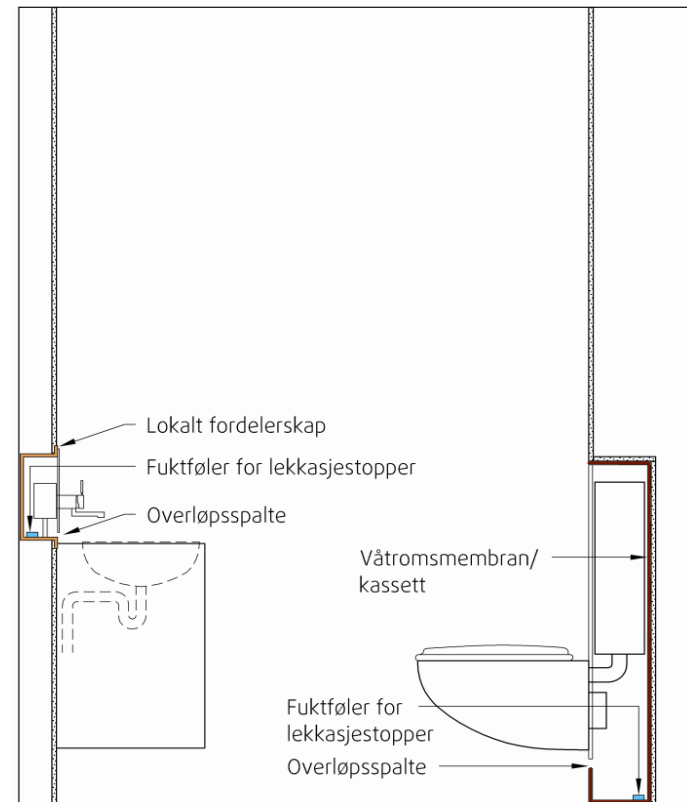 Lokalt fordelerskap
Fuktføler for lekkasjestopper
Overløpsspalte
Våtromsmembran/
kassett
Fuktføler for
lekkasjestopper
Overløpsspalte